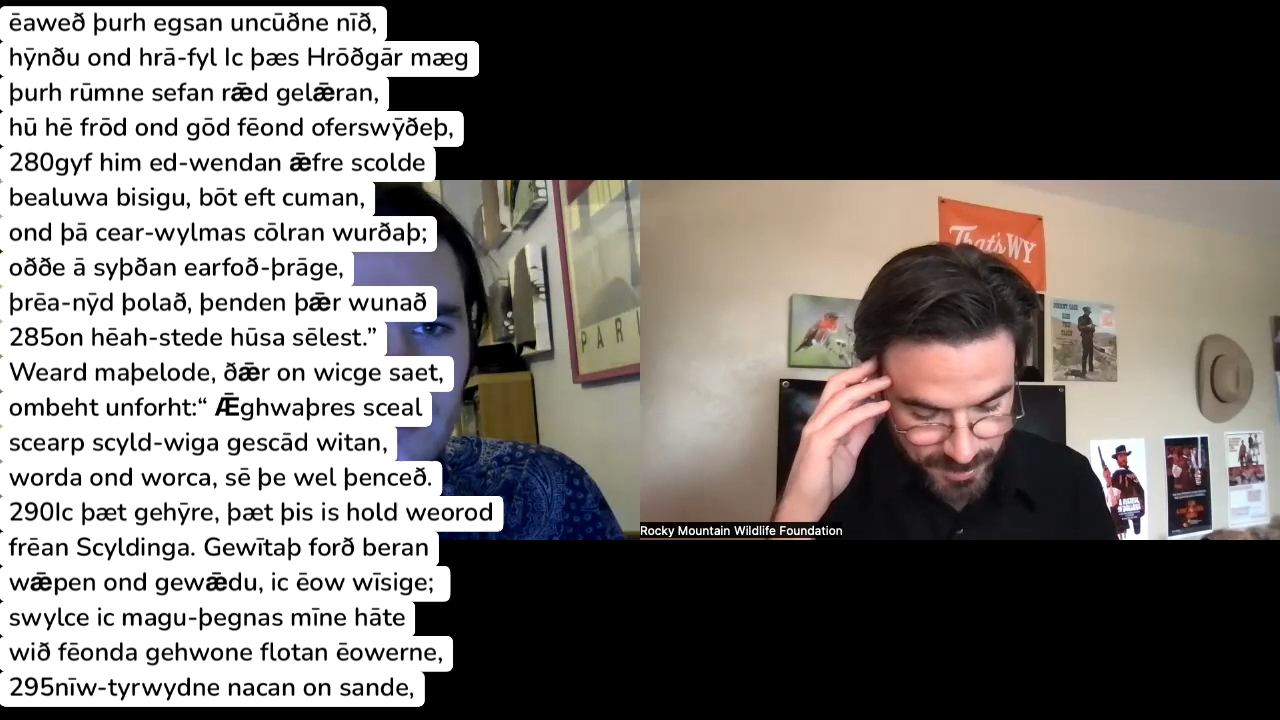 ēaweð þurh egsan uncūðne nīð,
hȳnðu ond hrā-fyl Ic þæs Hrōðgār mæg
þurh rūmne sefan rǣd gelǣran,
hū hē frōd ond gōd fēond oferswȳðeþ,
280gyf him ed-wendan ǣfre scolde
bealuwa bisigu, bōt eft cuman,
ond þā cear-wylmas cōlran wurðaþ;
oððe ā syþðan earfoð-þrāge,
þrēa-nȳd þolað, þenden þǣr wunað
285on hēah-stede hūsa sēlest.”
Weard maþelode, ðǣr on wicge saet,
ombeht unforht:“ Ǣghwaþres sceal
scearp scyld-wiga gescād witan,
worda ond worca, sē þe wel þenceð.
290Ic þæt gehȳre, þæt þis is hold weorod
frēan Scyldinga. Gewītaþ forð beran
wǣpen ond gewǣdu, ic ēow wīsige;
swylce ic magu-þegnas mīne hāte
wið fēonda gehwone flotan ēowerne,
295nīw-tyrwydne nacan on sande,
PARI
That's WY
JOHNNY CASH
Rocky Mountain Wildlife Foundation